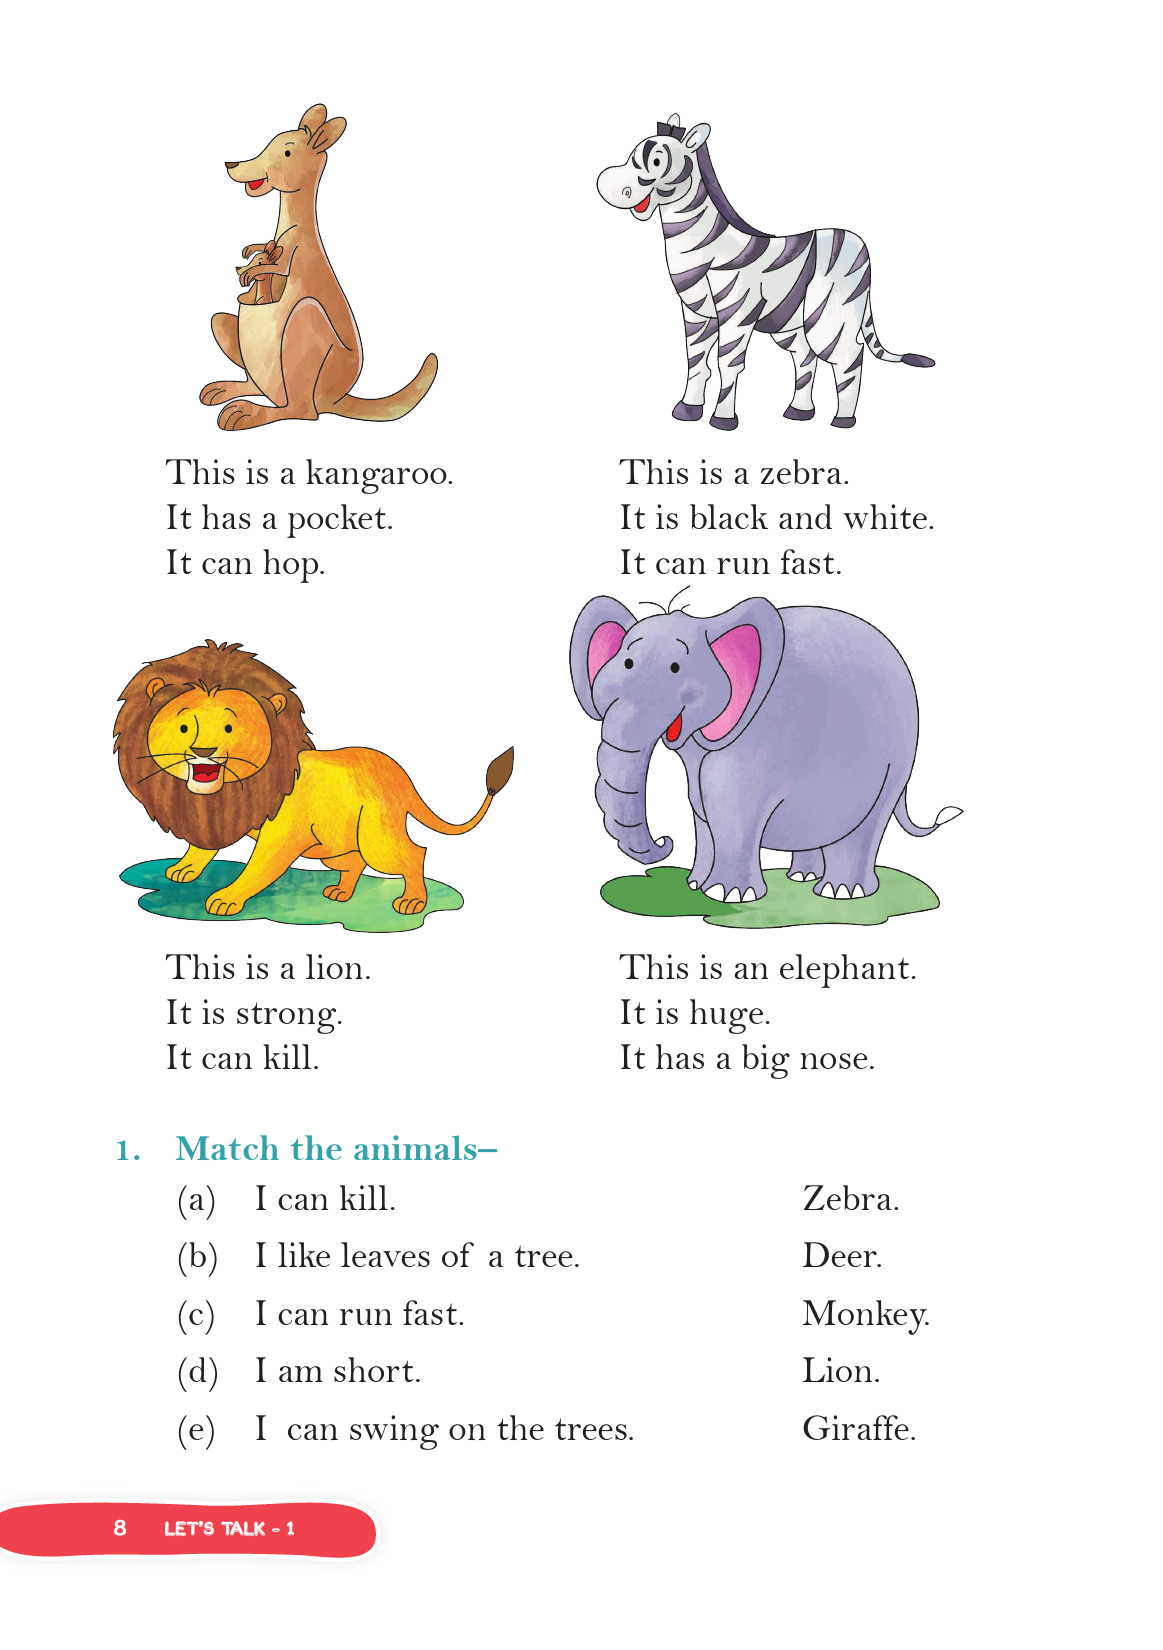 This is a kangaroo.
It has a pocket.
It can hop.
This is a zebra.
It is black and white.
It can run fast.
This is a lion.
It is strong.
It can kill.
This is an elephant.
It is huge.
It has a big nose.
1. Match the animals–
(a) I can kill. Zebra.
(b) I like leaves of a tree. Deer.
(c) I can run fast. Monkey.
(d) I am short. Lion.
(e) I can swing on the trees. Giraffe.
8 LET'S TALK - 1